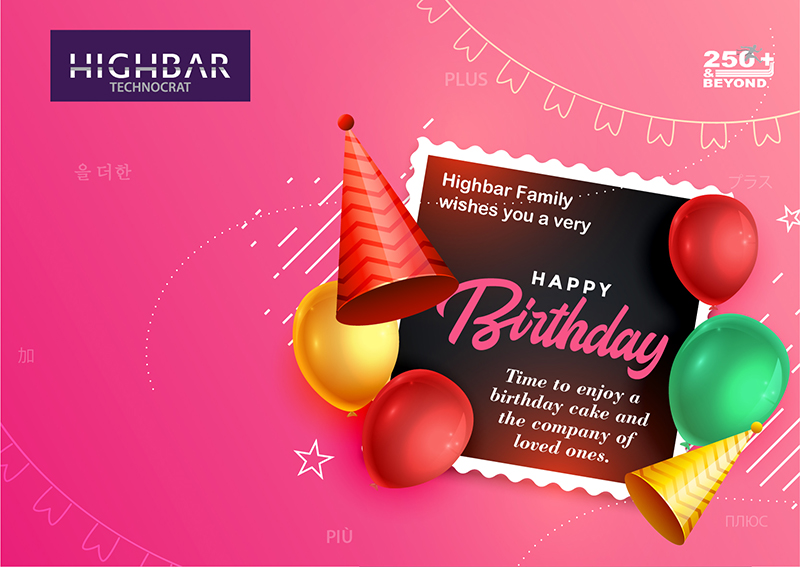 HIGHBAR
TECHNOCRAT
250+
&
BEYOND
PLUS
을 더한
プラス
Highbar Family
wishes you a very
HAPPY
Birthday
加
Time to enjoy a
birthday cake and
the company of
loved ones.
ПЛЮС
PIÙ